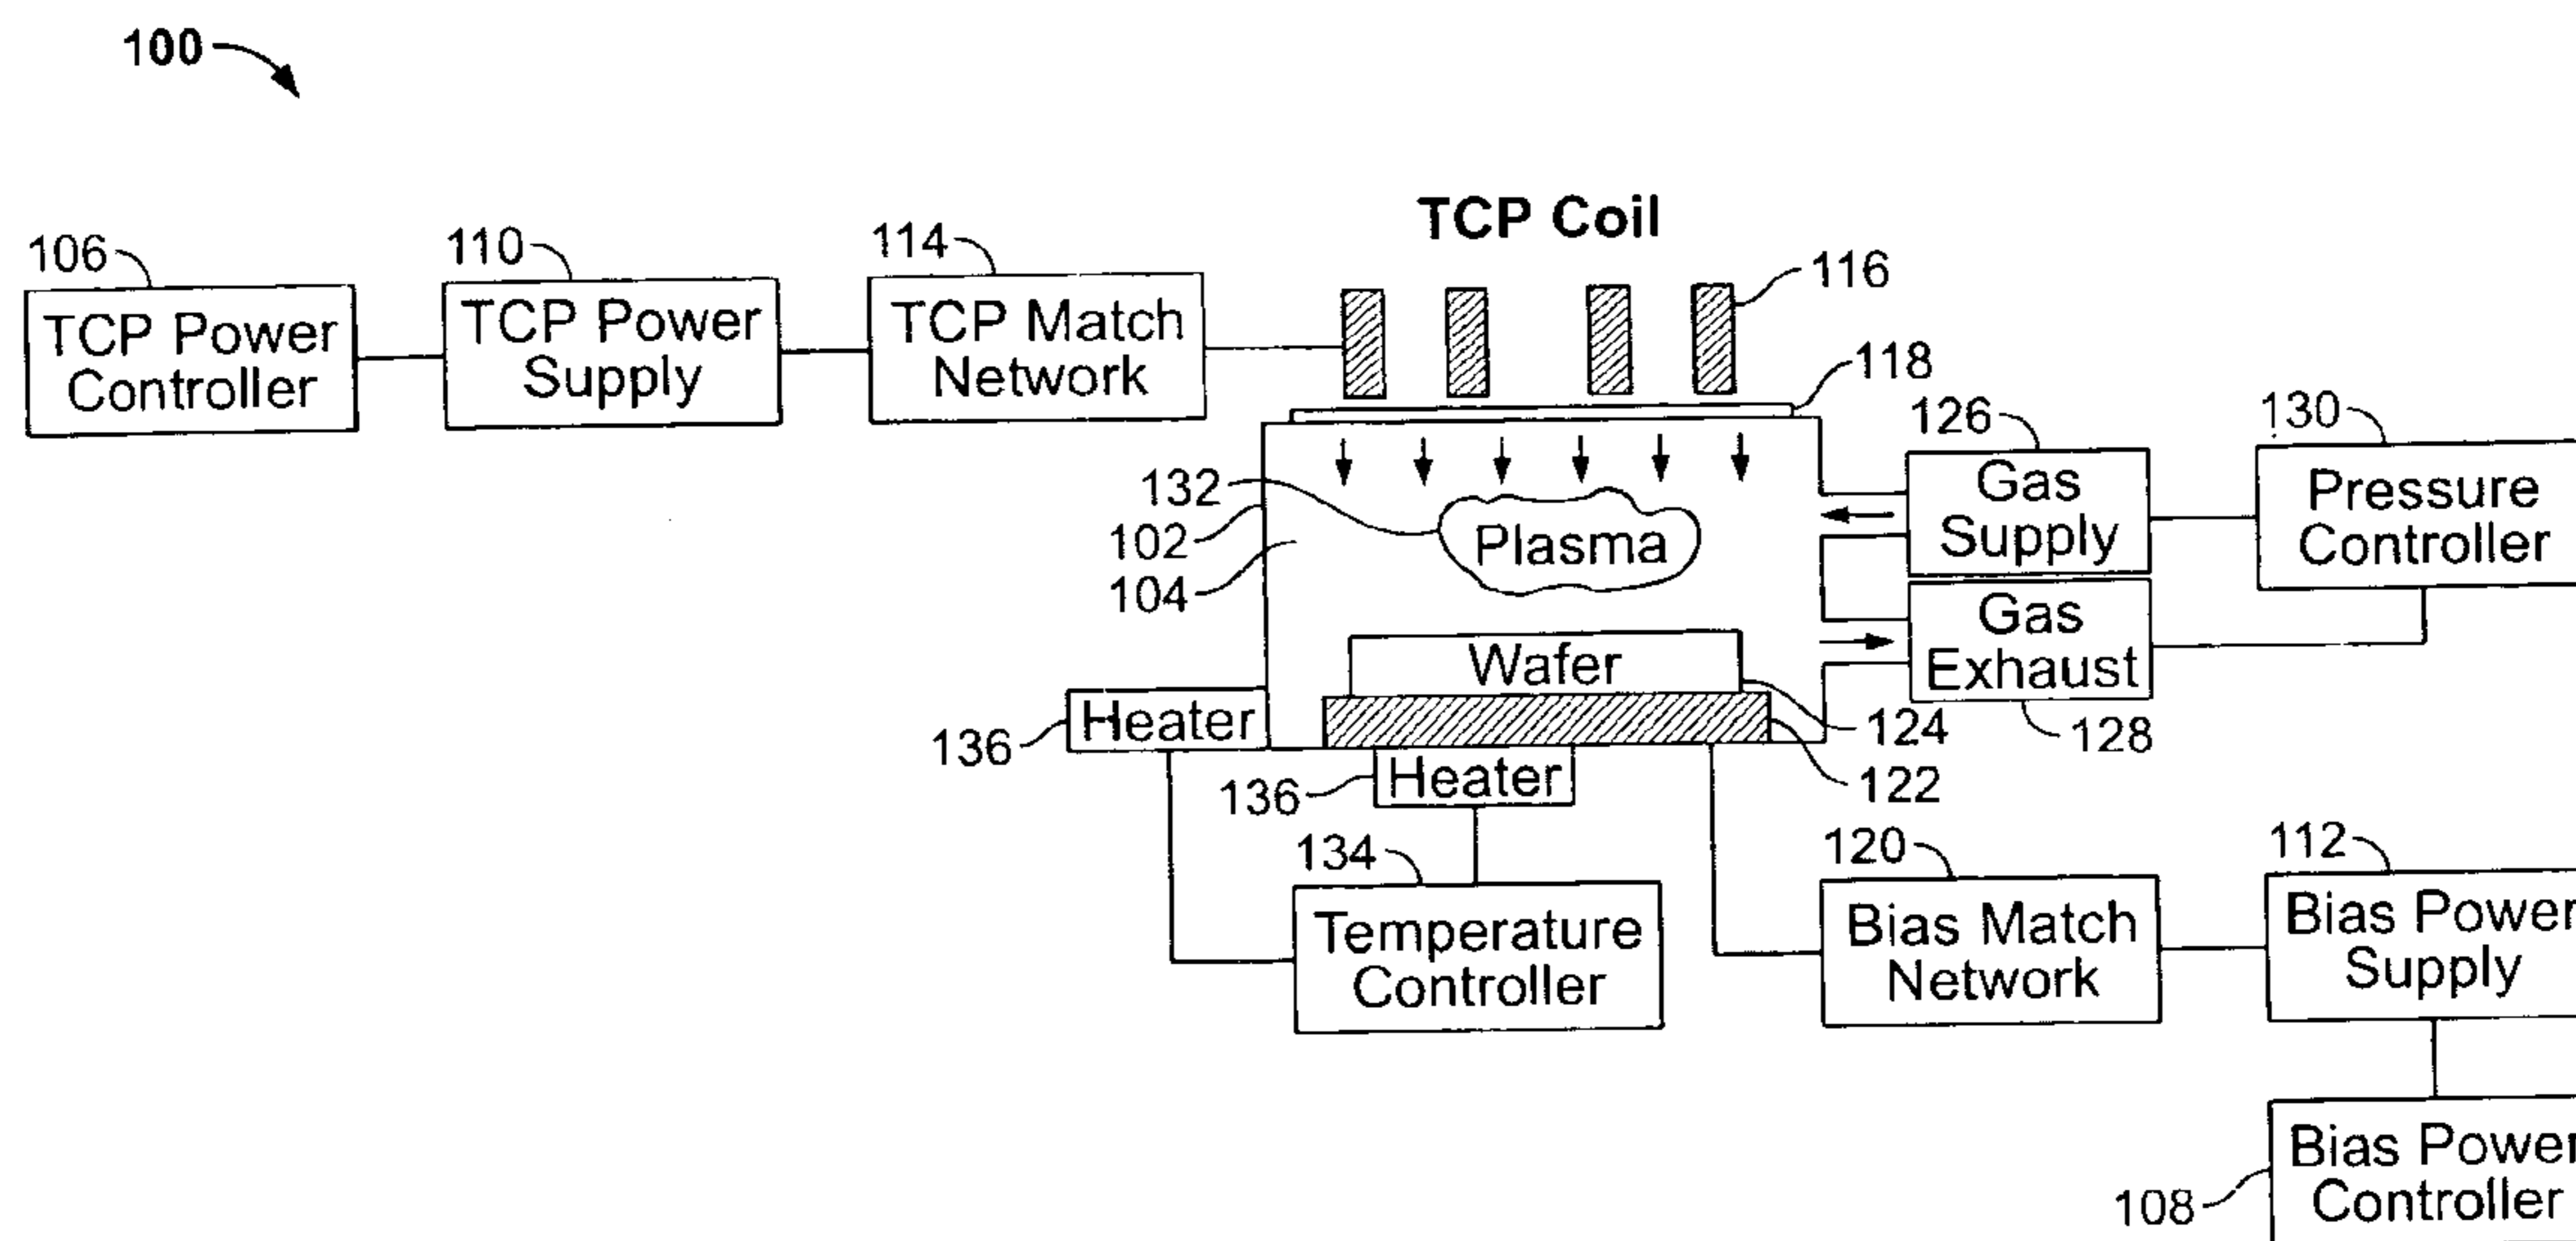 100
TCP Coil
106
110
114
116
TCP Power
Controller
TCP Power
Supply
TCP Match
Network
118
126
130
Gas
Supply
Pressure
Controller
132
102
104
Plasma
Gas
Exhaust
128
Wafer
124
122
136
Heater
136
Heater
134
Temperature
Controller
120
Bias Match
Network
112
Bias Power
Supply
108
Bias Power
Controller